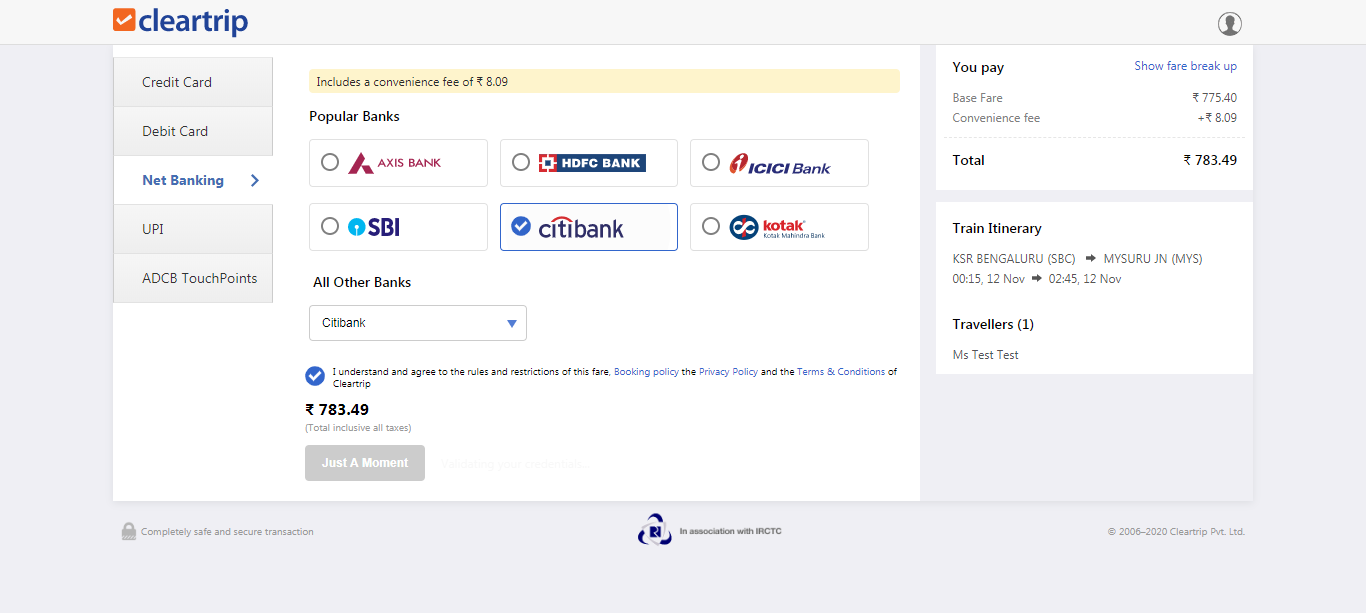 cleartrip
Credit Card
Debit Card
Net Banking
UPI
ADCB TouchPoints
Includes a convenience fee of ₹ 8.09
Popular Banks
AXIS BANK
HDFC BANK
ICICI Bank
SBI
citibank
kotak
Kotak Mahindra Bank
All Other Banks
Citibank
I understand and agree to the rules and restrictions of this fare, Booking policy the Privacy Policy and the Terms & Conditions of
Cleartrip
₹ 783.49
(Total inclusive all taxes)
Just A Moment
Validating your credentials...
You pay
Show fare break up
Base Fare ₹ 775.40
Convenience fee +₹ 8.09
Total ₹ 783.49
Train Itinerary
KSR BENGALURU (SBC) ➡ MYSURU JN (MYS)
00:15, 12 Nov ➡ 02:45, 12 Nov
Travellers (1)
Ms Test Test
Completely safe and secure transaction
In association with IRCTC
© 2006–2020 Cleartrip Pvt. Ltd.